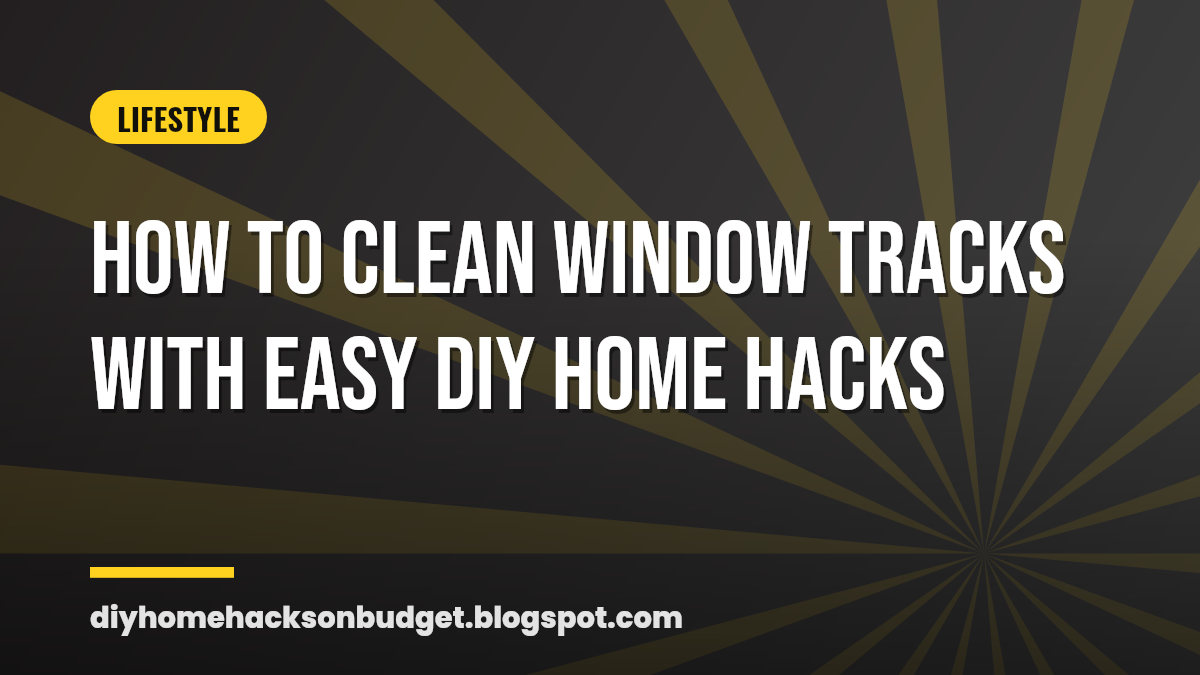 LIFESTYLE
HOW TO CLEAN WINDOW TRACKS
WITH EASY DIY HOME HACKS
diyhomehacksonbudget.blogspot.com